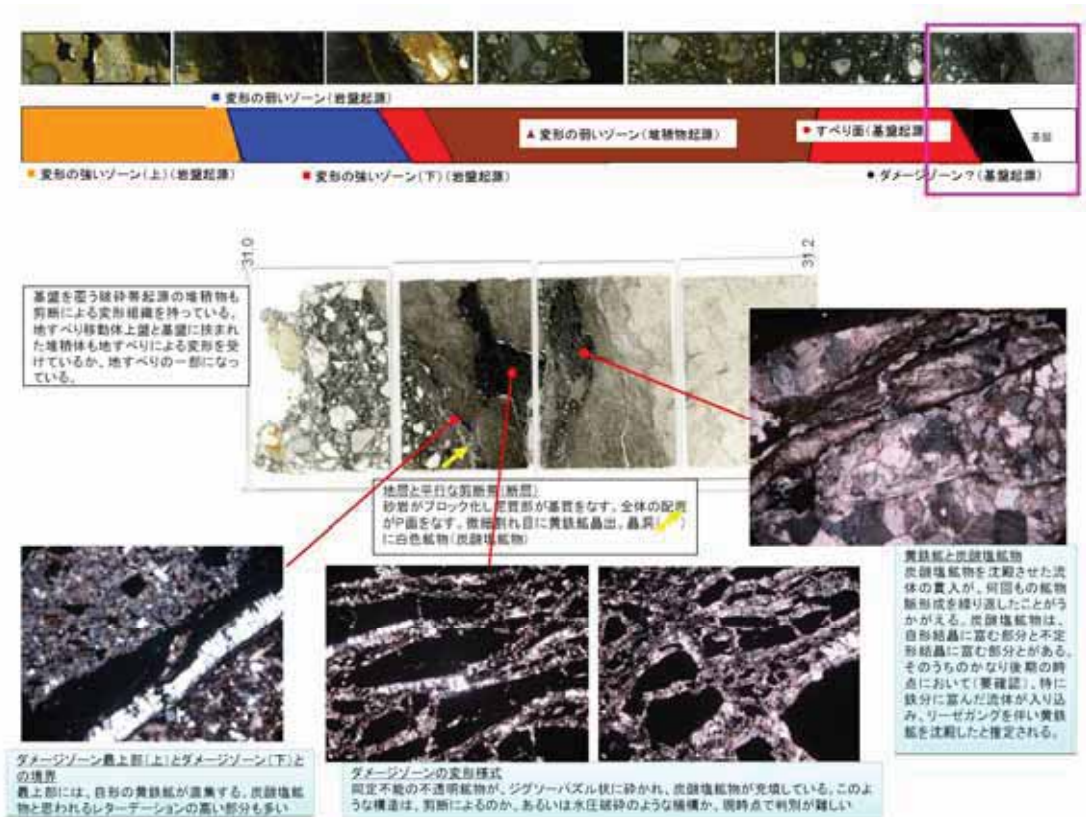 ■ 変形の弱いゾーン(岩盤起源)
▲ 変形の弱いゾーン(堆積物起源)
● すべり面(基盤起源
基盤
■ 変形の強いゾーン(上)(岩盤起源)
■ 変形の強いゾーン(下)(岩盤起源)
● ダメージゾーン?(基盤起源)
31.0
31.2
基盤を覆う破砕帯起源の堆積物も
剪断による変形組織を持っている。
地すべり移動体上盤と基盤に挟まれ
た堆積体も地すべりによる変形を受
けているか、地すべりの一部になっ
ている。
地層と平行な剪断帯(断層)
砂岩がブロック化し泥質部が基質をなす。全体の配列
がP面をなす。微細割れ目に黄鉄鉱晶出。晶洞( )
に白色鉱物(炭酸塩鉱物)
黄鉄鉱と炭酸塩鉱物
炭酸塩鉱物を沈殿させた流
体の貫入が、何回もの鉱物
脈形成を繰り返したことがう
かがえる。炭酸塩鉱物は、
自形結晶に富む部分と不定
形結晶に富む部分とがある。
そのうちのかなり後期の時
点において(要確認)、特に
鉄分に富んだ流体が入り込
み、リーゼガングを伴い黄鉄
鉱を沈殿したと推定される。
ダメージゾーン最上部(上)とダメージゾーン(下)と
の境界
最上部には、自形の黄鉄鉱が濃集する。炭酸塩鉱
物と思われるレターデーションの高い部分も多い
ダメージゾーンの変形様式
同定不能の不透明鉱物が、ジグソーパズル状に砕かれ、炭酸塩鉱物が充填している。このよ
うな構造は、剪断によるのか、あるいは水圧破砕のような機構か、現時点で判別が難しい